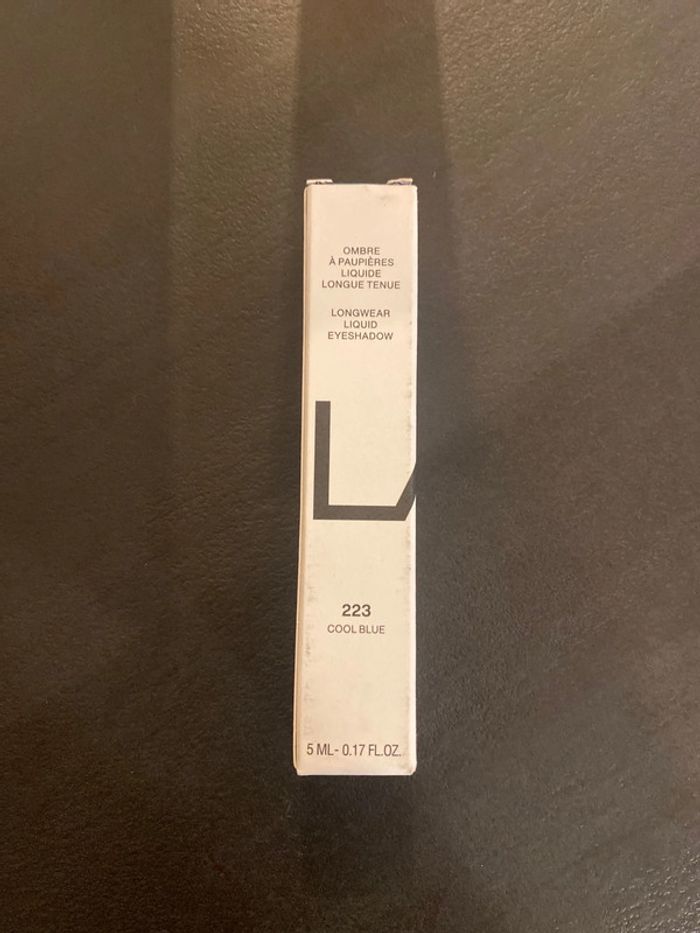 OMBRE
À PAUPIÈRES
LIQUIDE
LONGUE TENUE
LONGWEAR
LIQUID
EYESHADOW
L
223
COOL BLUE
5 ML- 0.17 FL.OZ.